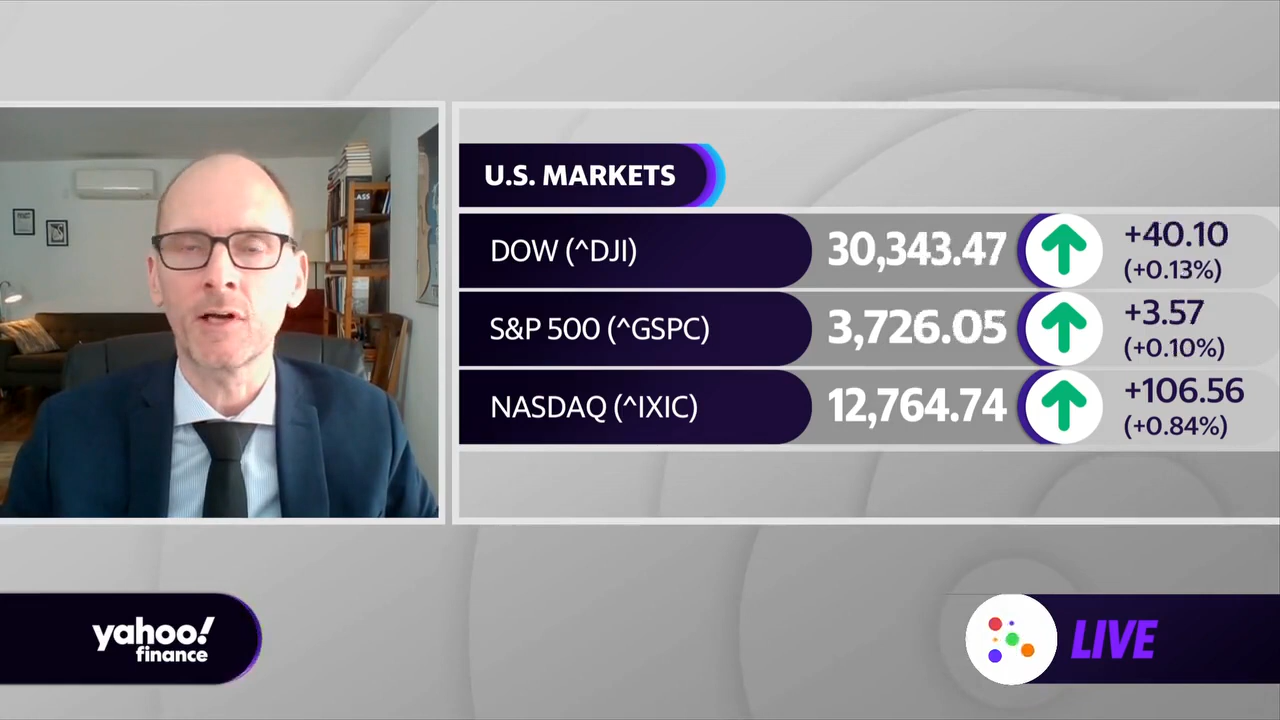 U.S. MARKETS
DOW (^DJI) 30,343.47 +40.10
(+0.13%)
S&P 500 (^GSPC) 3,726.05 +3.57
(+0.10%)
NASDAQ (^IXIC) 12,764.74 +106.56
(+0.84%)
yahoo!
finance
LIVE